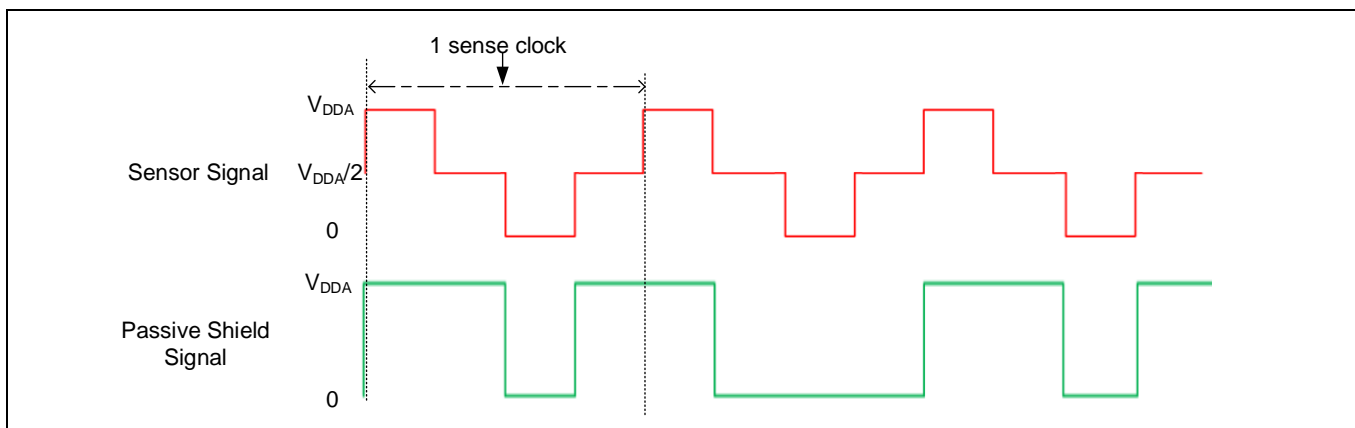 1 sense clock
V_DDA
Sensor Signal V_DDA/2
0
V_DDA
Passive Shield
Signal
0